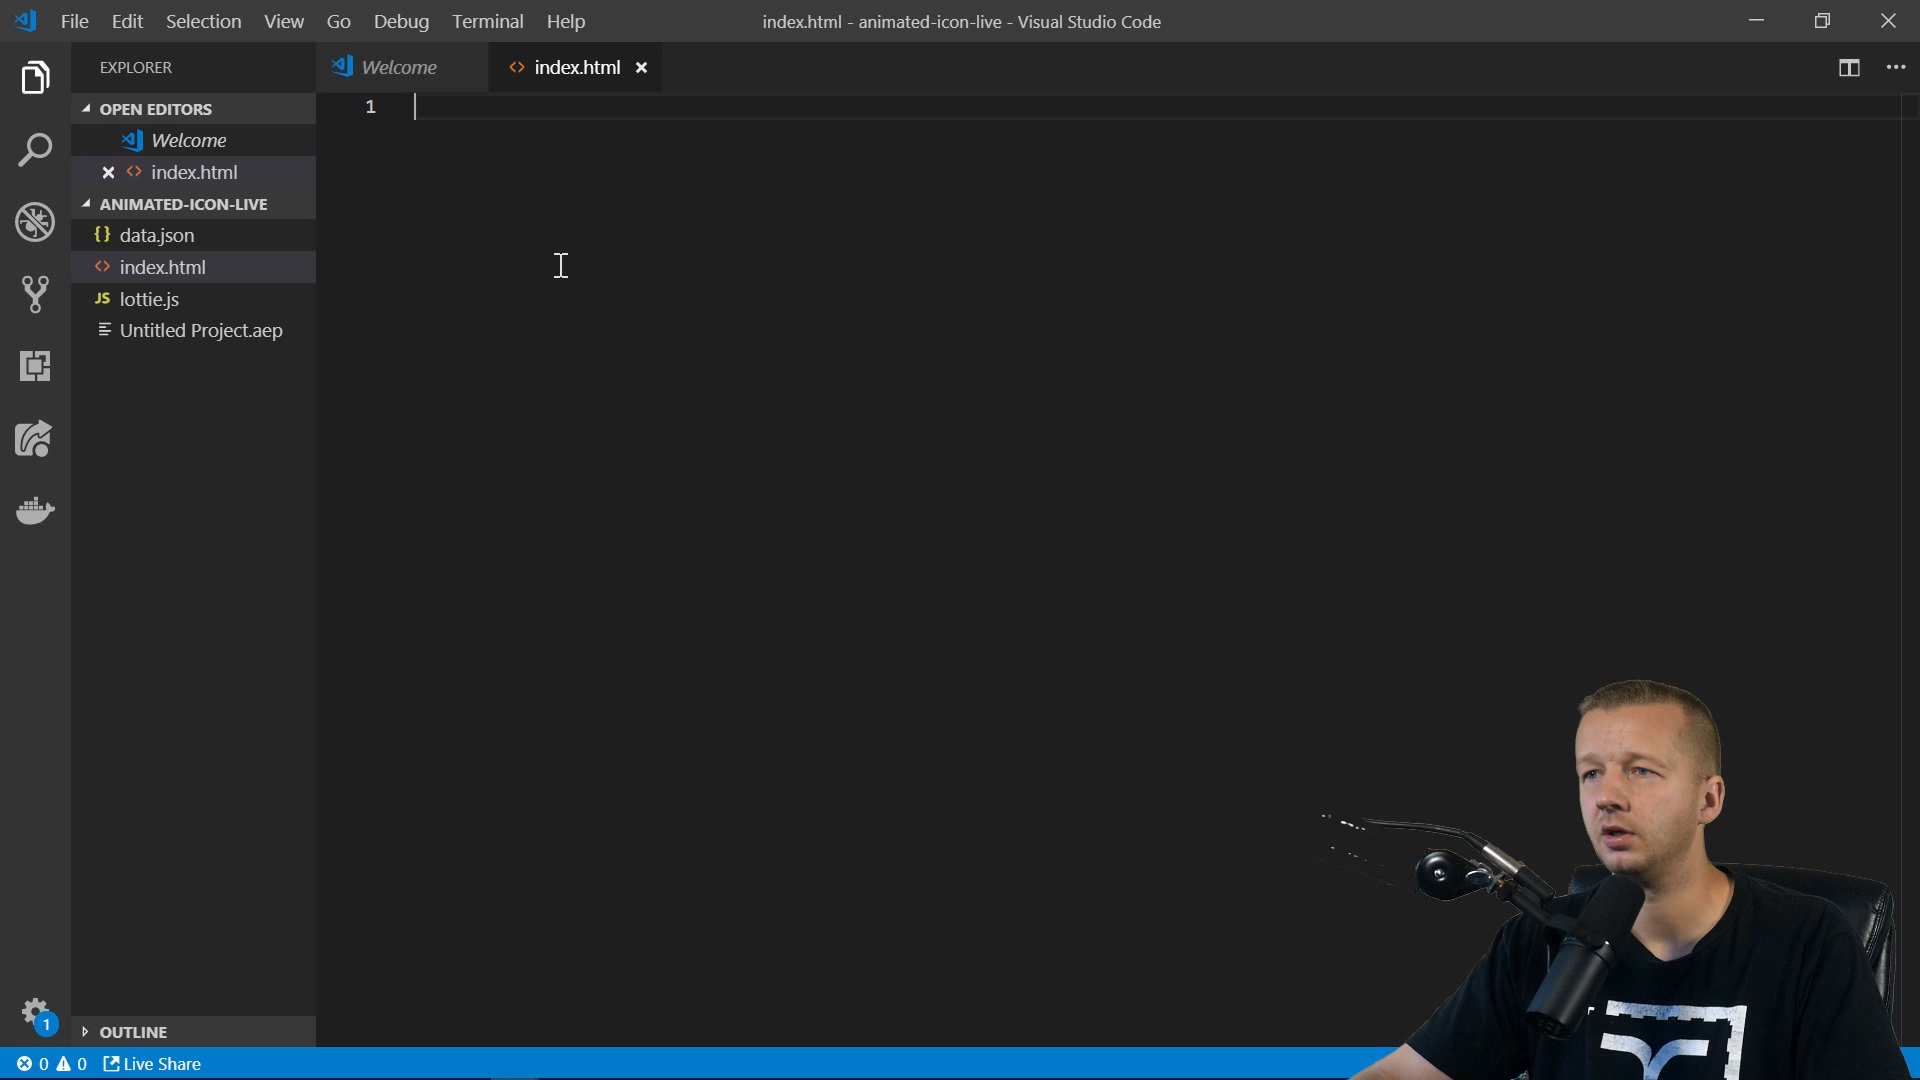 File Edit Selection View Go Debug Terminal Help
index.html - animated-icon-live - Visual Studio Code
EXPLORER
Welcome
index.html
OPEN EDITORS
Welcome
index.html
ANIMATED-ICON-LIVE
{} data.json
<> index.html
JS lottie.js
Untitled Project.aep
1
1
OUTLINE
0 0 Live Share